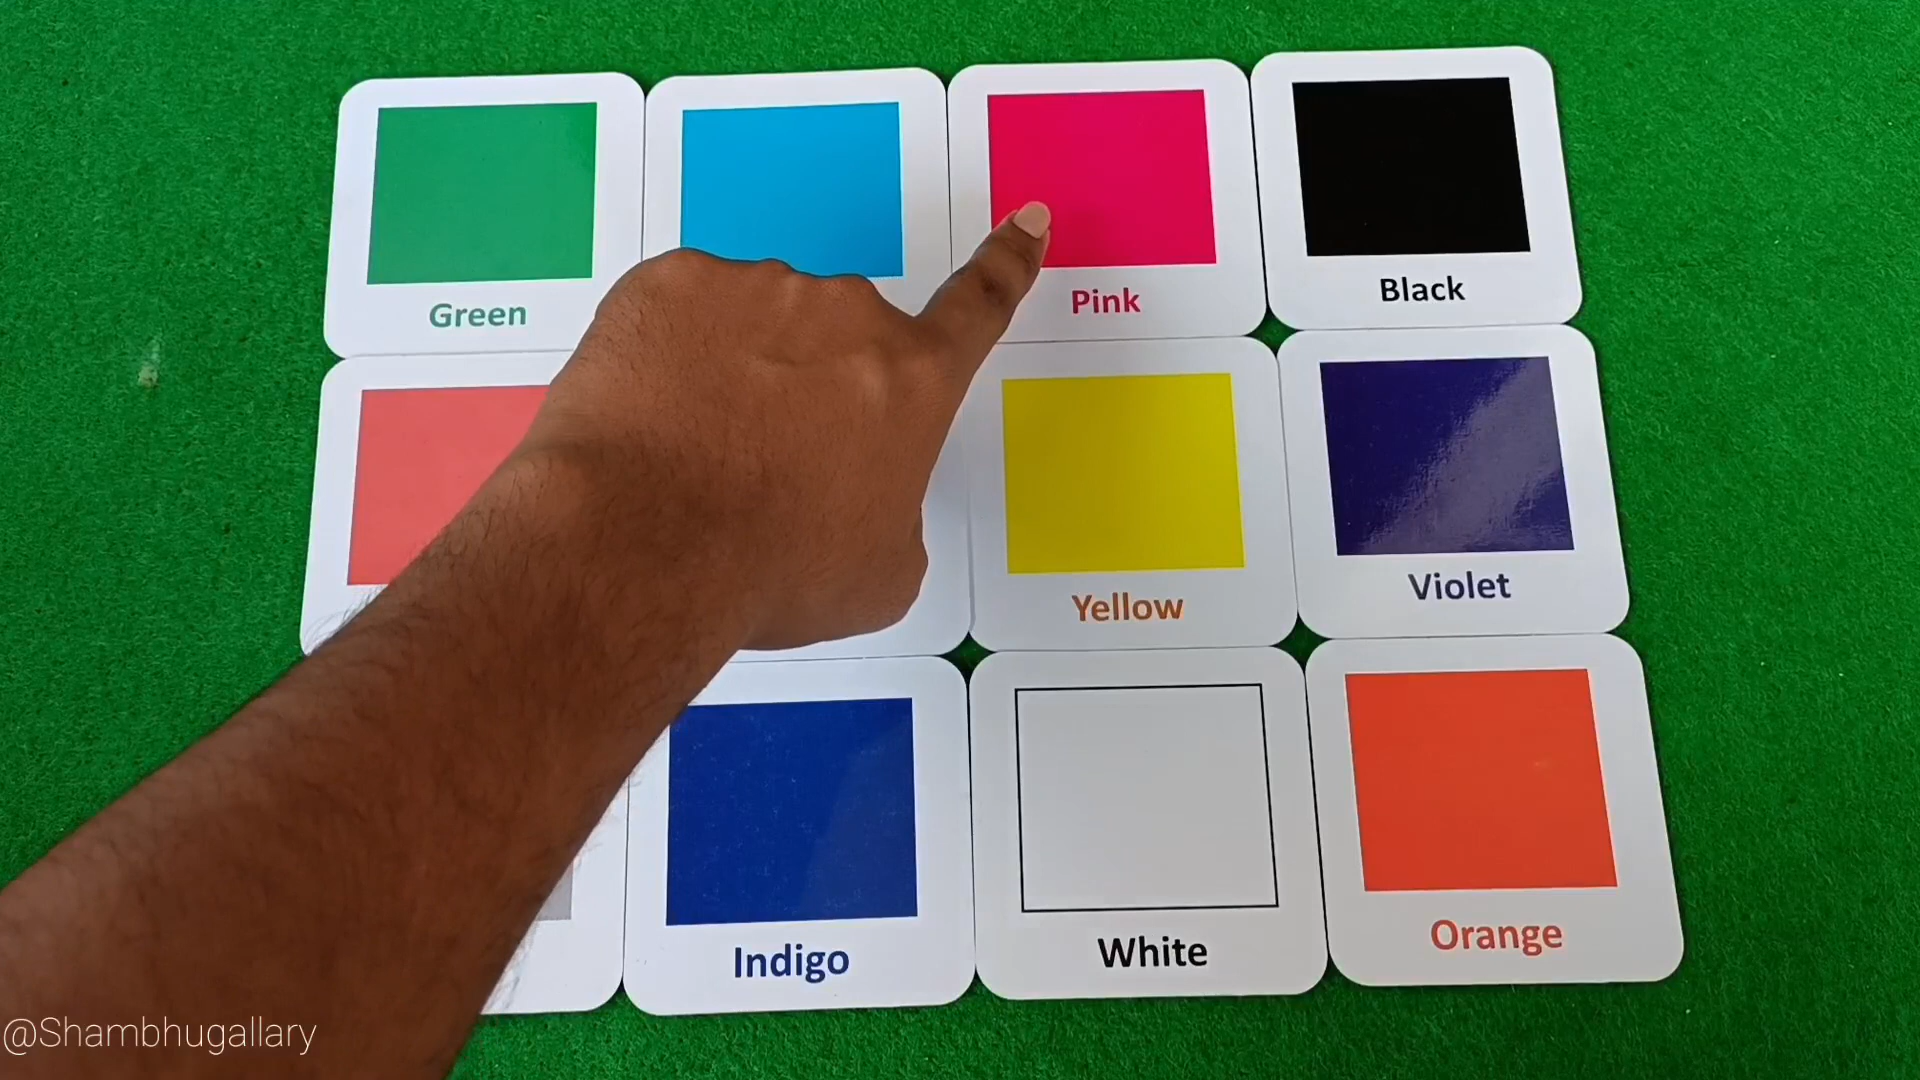 Green
Pink
Black
Yellow
Violet
Indigo
White
Orange
@Shambhugallary